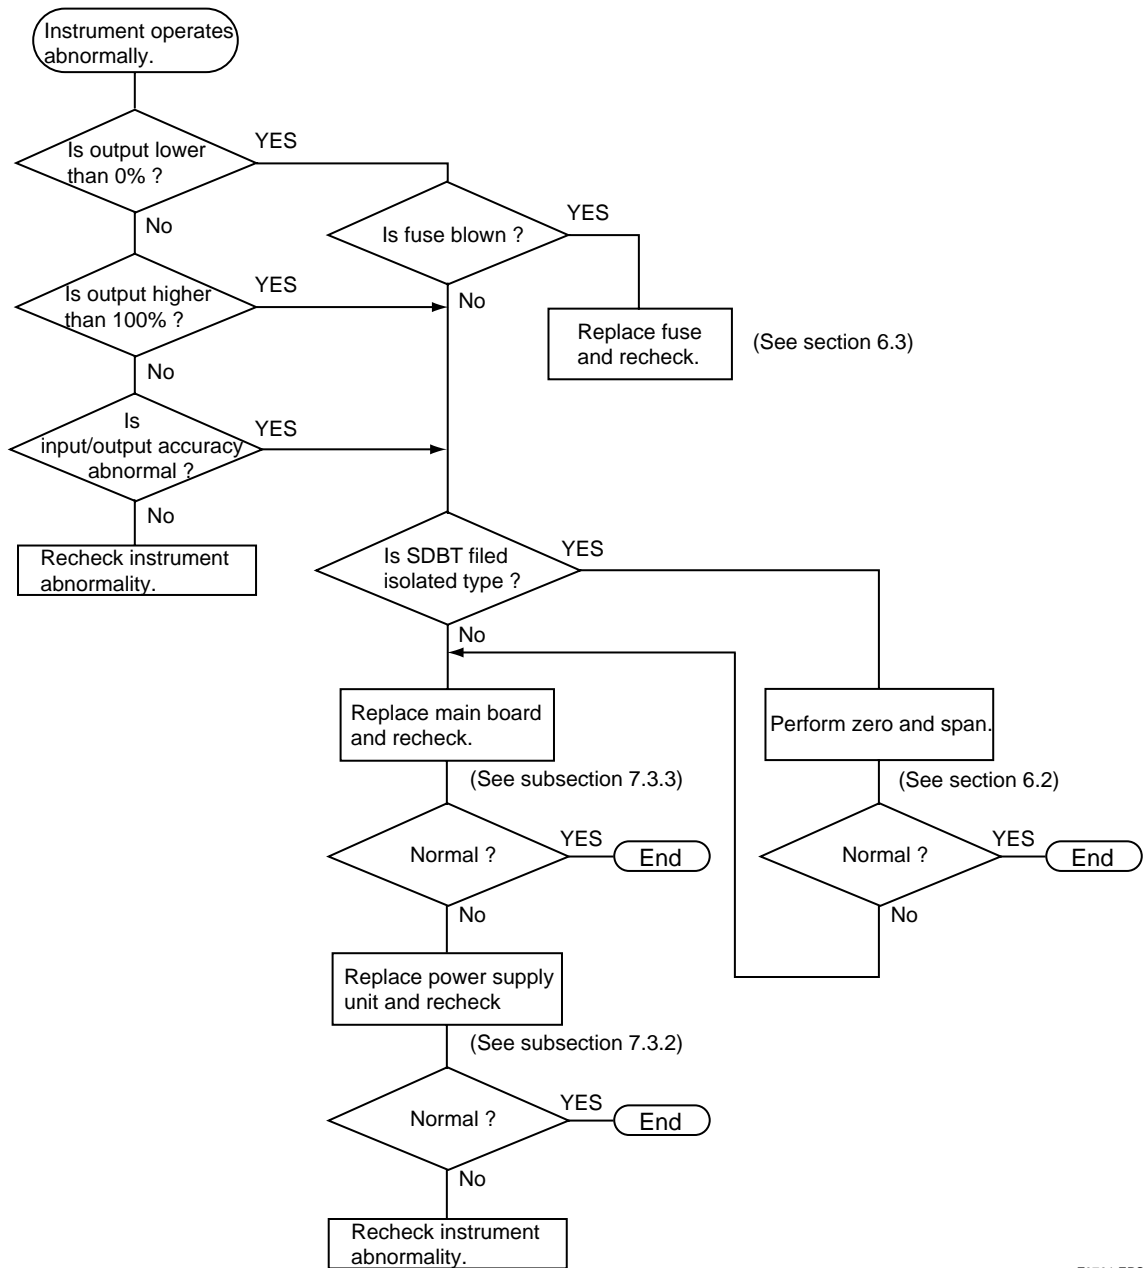 Instrument operates
abnormally.
Is output lower
than 0% ?
YES
No
Is fuse blown ?
YES
No
Replace fuse
and recheck.
(See section 6.3)
Is output higher
than 100% ?
YES
No
Is
input/output accuracy
abnormal ?
YES
No
Recheck instrument
abnormality.
Is SDBT filed
isolated type ?
YES
No
Replace main board
and recheck.
(See subsection 7.3.3)
Perform zero and span.
(See section 6.2)
Normal ?
YES
End
No
Normal ?
YES
End
No
Replace power supply
unit and recheck
(See subsection 7.3.2)
Normal ?
YES
End
No
Recheck instrument
abnormality.